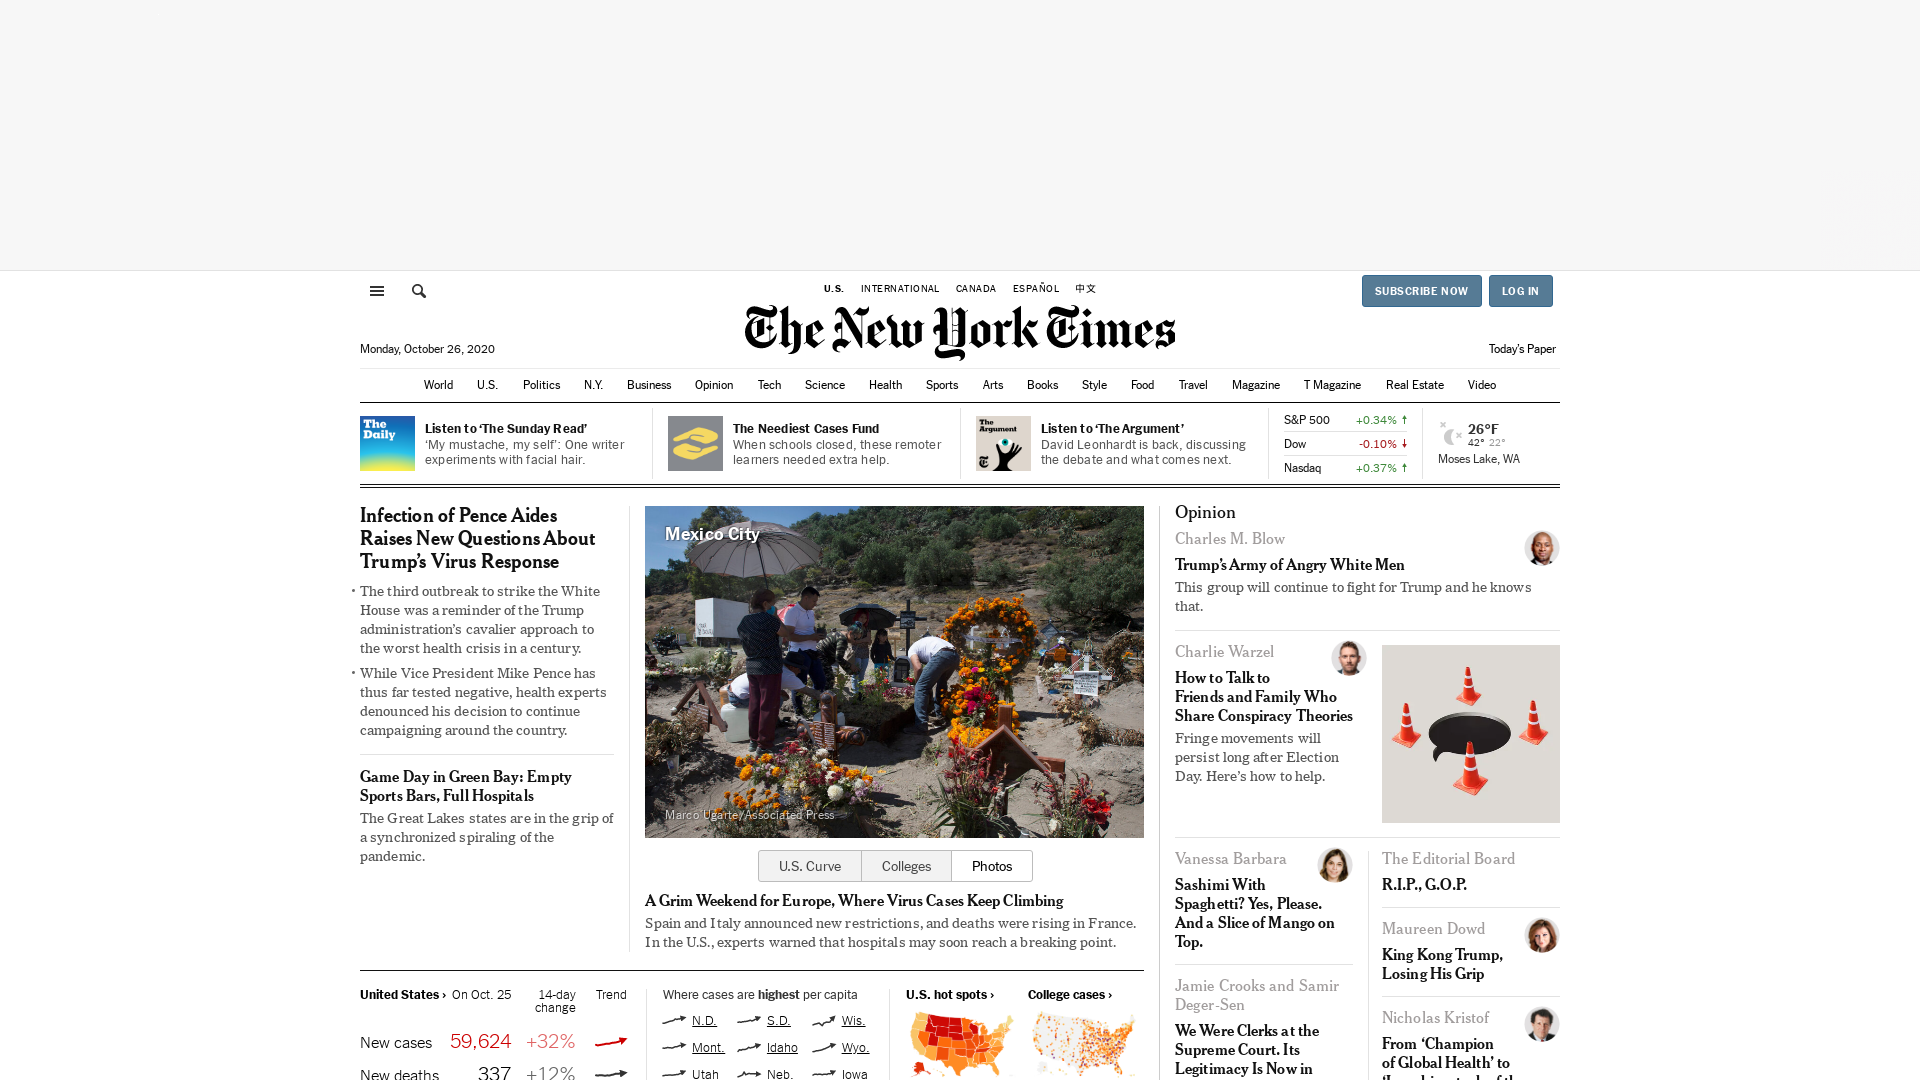 U.S. INTERNATIONAL CANADA ESPAÑOL 中文
SUBSCRIBE NOW LOG IN
The New York Times
Monday, October 26, 2020
Today's Paper
World U.S. Politics N.Y. Business Opinion Tech Science Health Sports Arts Books Style Food Travel Magazine T Magazine Real Estate Video
The Daily
Listen to ‘The Sunday Read’
‘My mustache, my self’: One writer
experiments with facial hair.
The Neediest Cases Fund
When schools closed, these remoter
learners needed extra help.
The Argument
Listen to ‘The Argument’
David Leonhardt is back, discussing
the debate and what comes next.
S&P 500 +0.34%
Dow -0.10%
Nasdaq +0.37%
26°F
42° 22°
Moses Lake, WA
Infection of Pence Aides
Raises New Questions About
Trump’s Virus Response
• The third outbreak to strike the White
House was a reminder of the Trump
administration’s cavalier approach to
the worst health crisis in a century.
• While Vice President Mike Pence has
thus far tested negative, health experts
denounced his decision to continue
campaigning around the country.
Game Day in Green Bay: Empty
Sports Bars, Full Hospitals
The Great Lakes states are in the grip of
a synchronized spiraling of the
pandemic.
Mexico City
Marco Ugarte/Associated Press
U.S. Curve Colleges Photos
A Grim Weekend for Europe, Where Virus Cases Keep Climbing
Spain and Italy announced new restrictions, and deaths were rising in France.
In the U.S., experts warned that hospitals may soon reach a breaking point.
United States › On Oct. 25 14-day
change Trend
New cases 59,624 +32%
New deaths 337 +12%
Where cases are highest per capita
N.D. S.D. Wis.
Mont. Idaho Wyo.
Utah Neb. Iowa
U.S. hot spots ›
College cases ›
Opinion
Charles M. Blow
Trump’s Army of Angry White Men
This group will continue to fight for Trump and he knows
that.
Charlie Warzel
How to Talk to
Friends and Family Who
Share Conspiracy Theories
Fringe movements will
persist long after Election
Day. Here’s how to help.
Vanessa Barbara
Sashimi With
Spaghetti? Yes, Please.
And a Slice of Mango on
Top.
Jamie Crooks and Samir
Deger-Sen
We Were Clerks at the
Supreme Court. Its
Legitimacy Is Now in
The Editorial Board
R.I.P., G.O.P.
Maureen Dowd
King Kong Trump,
Losing His Grip
Nicholas Kristof
From ‘Champion
of Global Health’ to